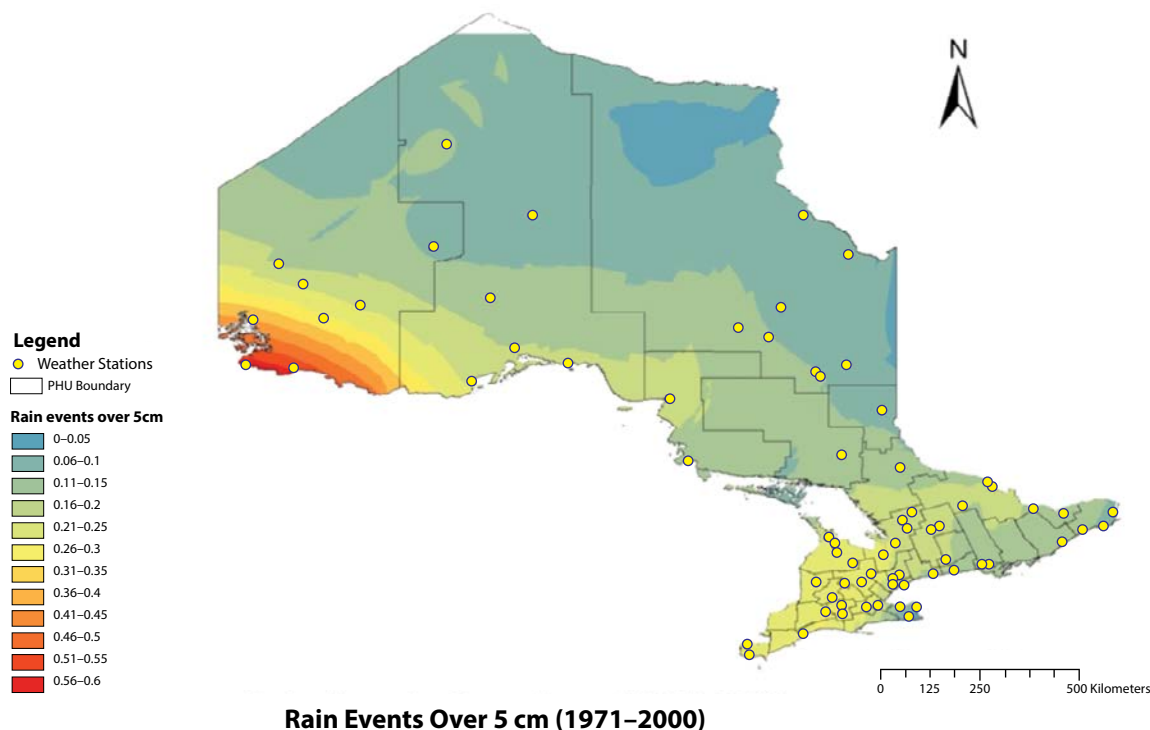 N
Legend
Weather Stations
PHU Boundary
Rain events over 5cm
0–0.05
0.06–0.1
0.11–0.15
0.16–0.2
0.21–0.25
0.26–0.3
0.31–0.35
0.36–0.4
0.41–0.45
0.46–0.5
0.51–0.55
0.56–0.6
0 125 250 500 Kilometers
Rain Events Over 5 cm (1971–2000)